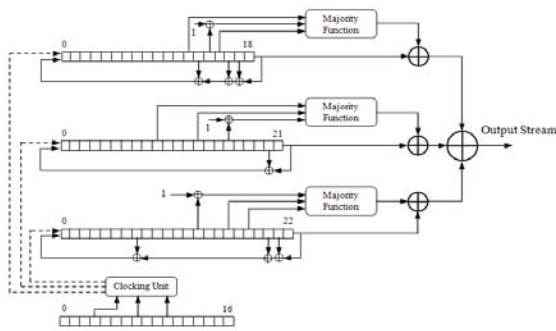 0 18
1
Majority
Function
0 21
1
Majority
Function
Output Stream
0 22
1
Majority
Function
Clocking Unit
0 16